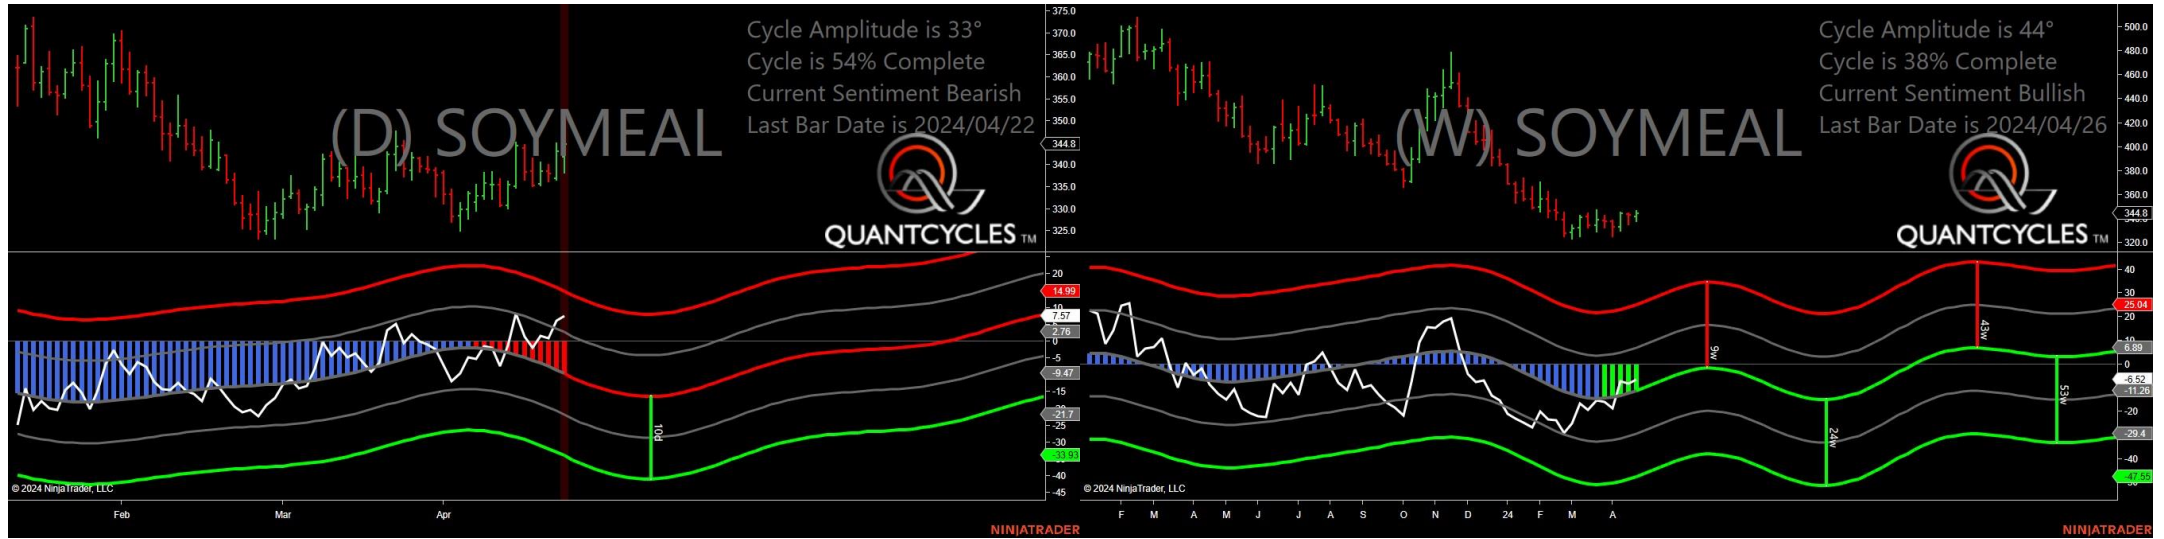 Cycle Amplitude is 33°
Cycle is 54% Complete
Current Sentiment Bearish
Last Bar Date is 2024/04/22
(D) SOYMEAL
QUANTCYCLES TM
375.0
370.0
365.0
360.0
355.0
350.0
344.8
340.0
335.0
330.0
325.0
20
14.99
10
7.57
2.76
0
-5
-9.47
-15
-21.7
-25
-30
-33.93
-40
-45
10d
© 2024 NinjaTrader, LLC
Feb
Mar
Apr
NINJATRADER
Cycle Amplitude is 44°
Cycle is 38% Complete
Current Sentiment Bullish
Last Bar Date is 2024/04/26
(W) SOYMEAL
QUANTCYCLES TM
500.0
480.0
460.0
440.0
420.0
400.0
380.0
360.0
344.8
320.0
40
30
25.04
20
10
6.89
0
-6.52
-11.26
-20
-29.4
-40
-47.55
9w
24w
43w
53w
© 2024 NinjaTrader, LLC
F
M
A
M
J
J
A
S
O
N
D
24
F
M
A
NINJATRADER